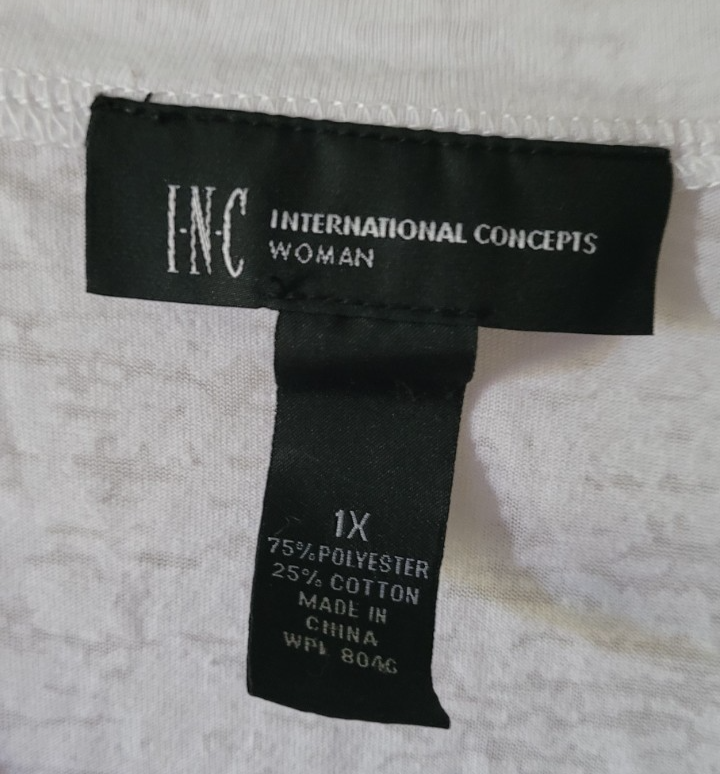 I·N·C
INTERNATIONAL CONCEPTS
WOMAN
1X
75% POLYESTER
25% COTTON
MADE IN
CHINA
WPL 8046